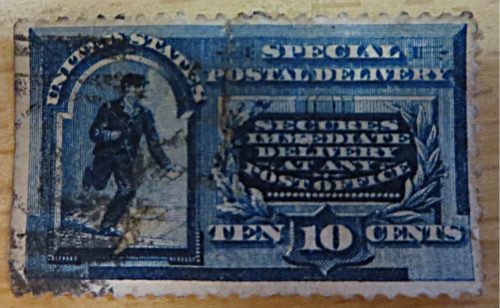 UNITED STATES
SPECIAL
POSTAL DELIVERY
SECURES
IMMEDIATE
DELIVERY
AT ANY
POST OFFICE
TEN 10 CENTS